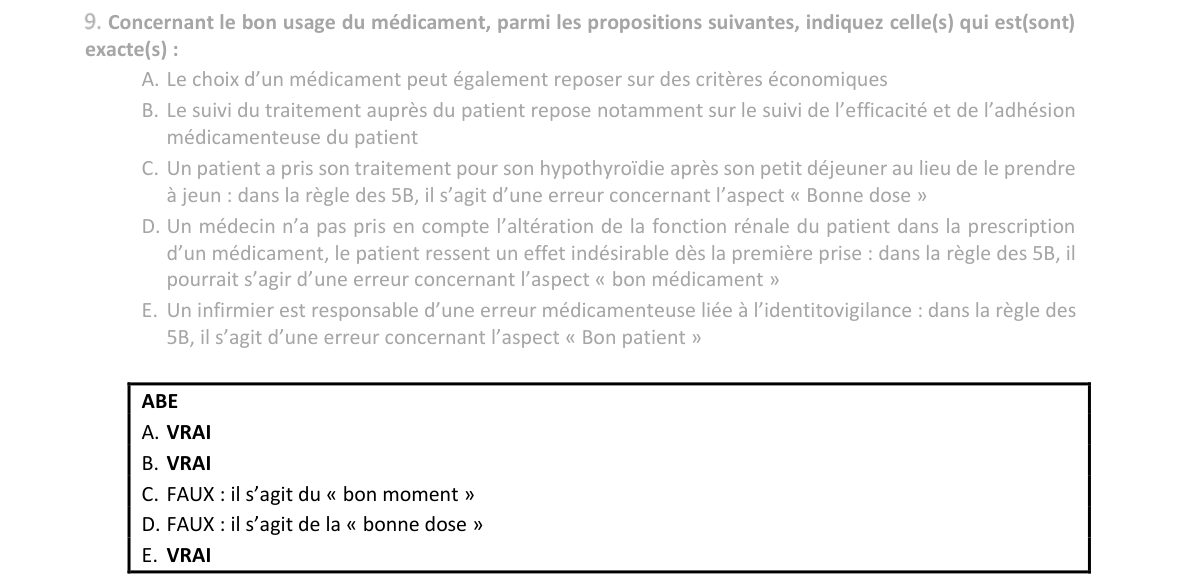 9. Concernant le bon usage du médicament, parmi les propositions suivantes, indiquez celle(s) qui est(sont)
exacte(s) :
A. Le choix d’un médicament peut également reposer sur des critères économiques
B. Le suivi du traitement auprès du patient repose notamment sur le suivi de l’efficacité et de l’adhésion
médicamenteuse du patient
C. Un patient a pris son traitement pour son hypothyroïdie après son petit déjeuner au lieu de le prendre
à jeun : dans la règle des 5B, il s’agit d’une erreur concernant l’aspect « Bonne dose »
D. Un médecin n’a pas pris en compte l’altération de la fonction rénale du patient dans la prescription
d’un médicament, le patient ressent un effet indésirable dès la première prise : dans la règle des 5B, il
pourrait s’agir d’une erreur concernant l’aspect « bon médicament »
E. Un infirmier est responsable d’une erreur médicamenteuse liée à l’identitovigilance : dans la règle des
5B, il s’agit d’une erreur concernant l’aspect « Bon patient »
ABE
A. VRAI
B. VRAI
C. FAUX : il s’agit du « bon moment »
D. FAUX : il s’agit de la « bonne dose »
E. VRAI